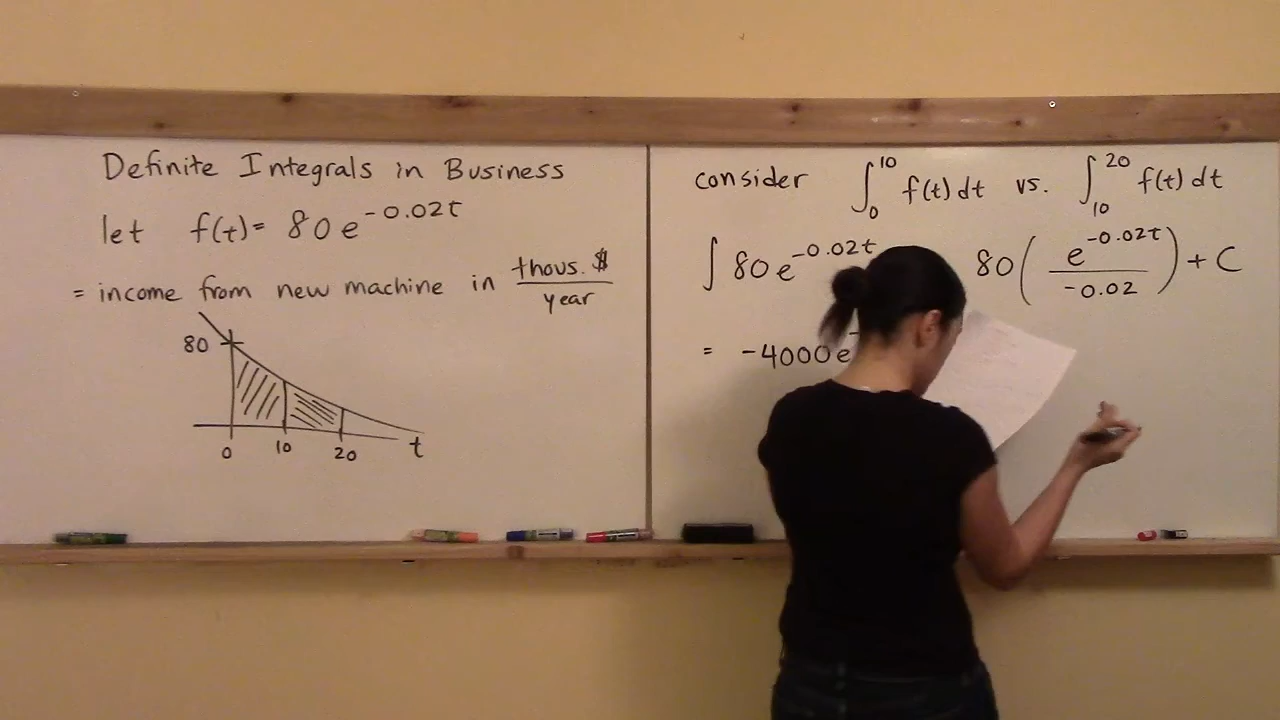 Definite Integrals in Business
let f(t) = 80e^{-0.02t}
= income from new machine in thous. $ / year
80
0 10 20 t
consider ∫_0^{10} f(t) dt vs. ∫_{10}^{20} f(t) dt
∫ 80e^{-0.02t} 80 ( e^{-0.02t} / -0.02 ) + C
= -4000e^-